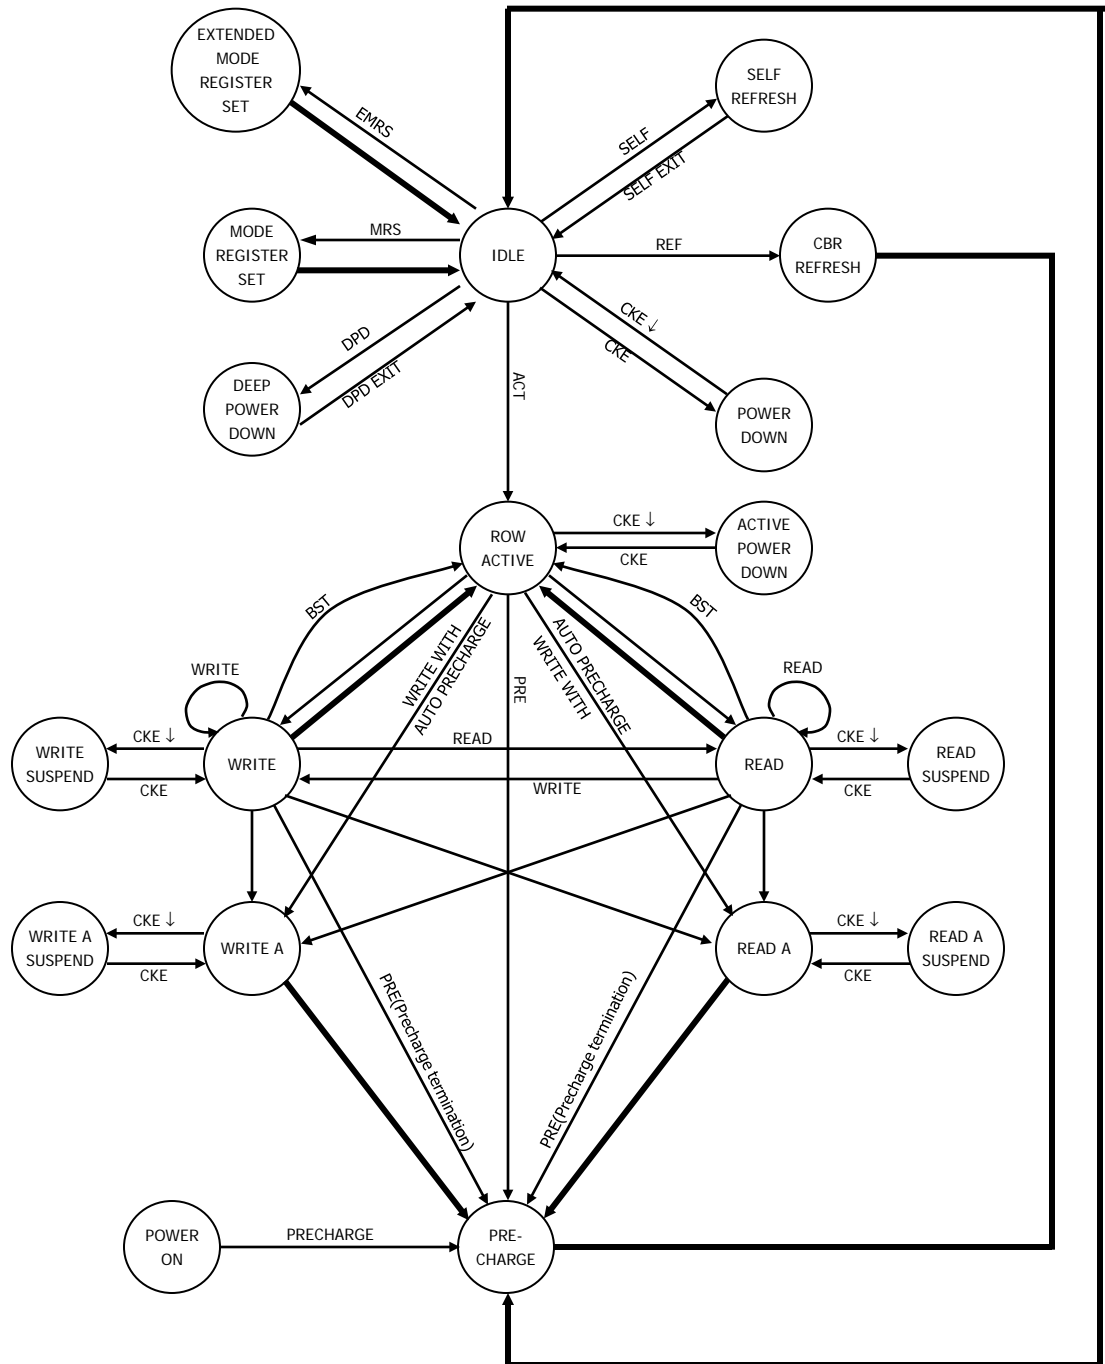 EXTENDED
MODE
REGISTER
SET
SELF
REFRESH
EMRS
SELF
SELF EXIT
MODE
REGISTER
SET
MRS
IDLE
REF
CBR
REFRESH
DPD
DPD EXIT
CKE ↓
CKE
DEEP
POWER
DOWN
ACT
POWER
DOWN
ROW
ACTIVE
CKE ↓
CKE
ACTIVE
POWER
DOWN
BST
BST
WRITE WITH
AUTO PRECHARGE
PRE
AUTO PRECHARGE
WRITE WITH
WRITE
READ
WRITE
SUSPEND
CKE ↓
CKE
WRITE
READ
WRITE
READ
CKE ↓
CKE
READ
SUSPEND
WRITE A
SUSPEND
CKE ↓
CKE
WRITE A
READ A
CKE ↓
CKE
READ A
SUSPEND
PRE(Precharge termination)
PRE(Precharge termination)
POWER
ON
PRECHARGE
PRE-
CHARGE